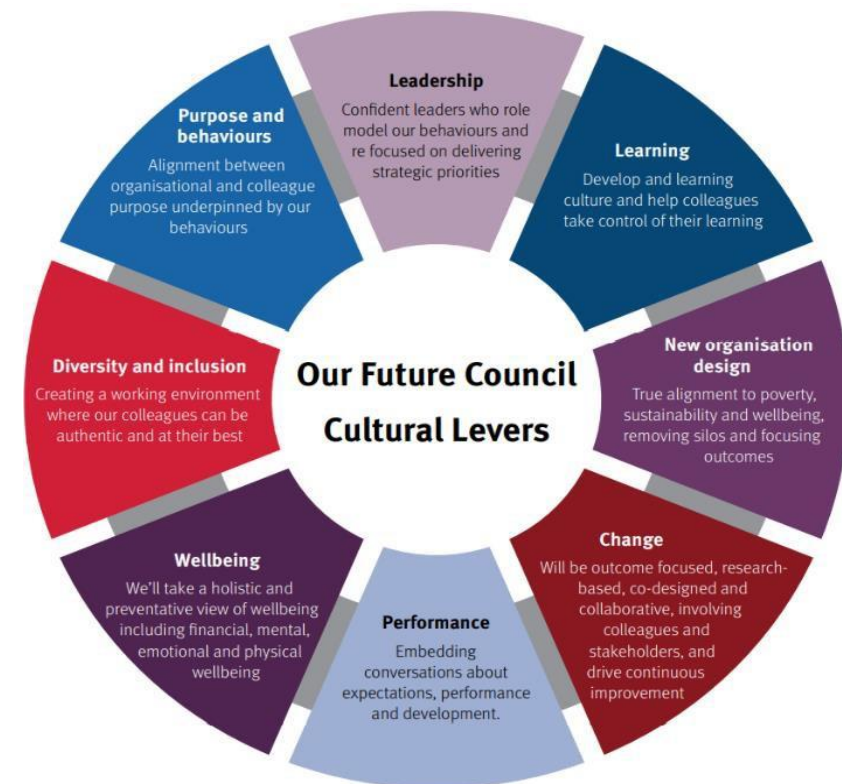 Leadership
Confident leaders who role
model our behaviours and
re focused on delivering
strategic priorities
Learning
Develop and learning
culture and help colleagues
take control of their learning
New organisation
design
True alignment to poverty,
sustainability and wellbeing,
removing silos and focusing
outcomes
Change
Will be outcome focused, research-
based, co-designed and
collaborative, involving
colleagues and
stakeholders, and
drive continuous
improvement
Performance
Embedding
conversations about
expectations, performance
and development.
Wellbeing
We'll take a holistic and
preventative view of wellbeing
including financial, mental,
emotional and physical
wellbeing
Diversity and inclusion
Creating a working environment
where our colleagues can be
authentic and at their best
Purpose and
behaviours
Alignment between
organisational and colleague
purpose underpinned by our
behaviours
Our Future Council
Cultural Levers